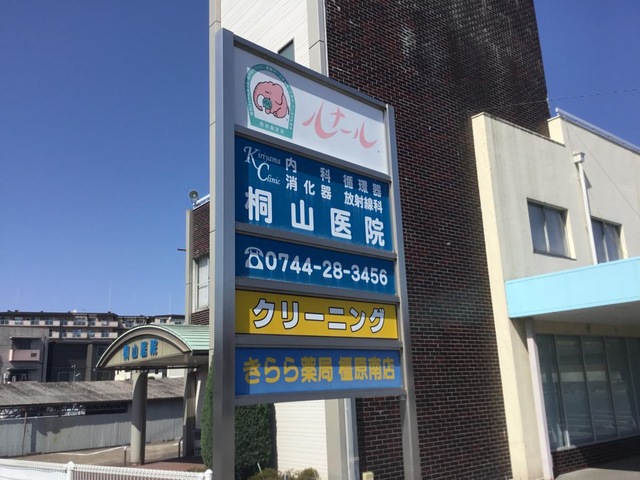 ルナール
Kiriyama
Clinic
内科 循環器
消化器 放射線科
桐山医院
☎0744-28-3456
クリーニング
きらら薬局 橿原南店
桐山医院